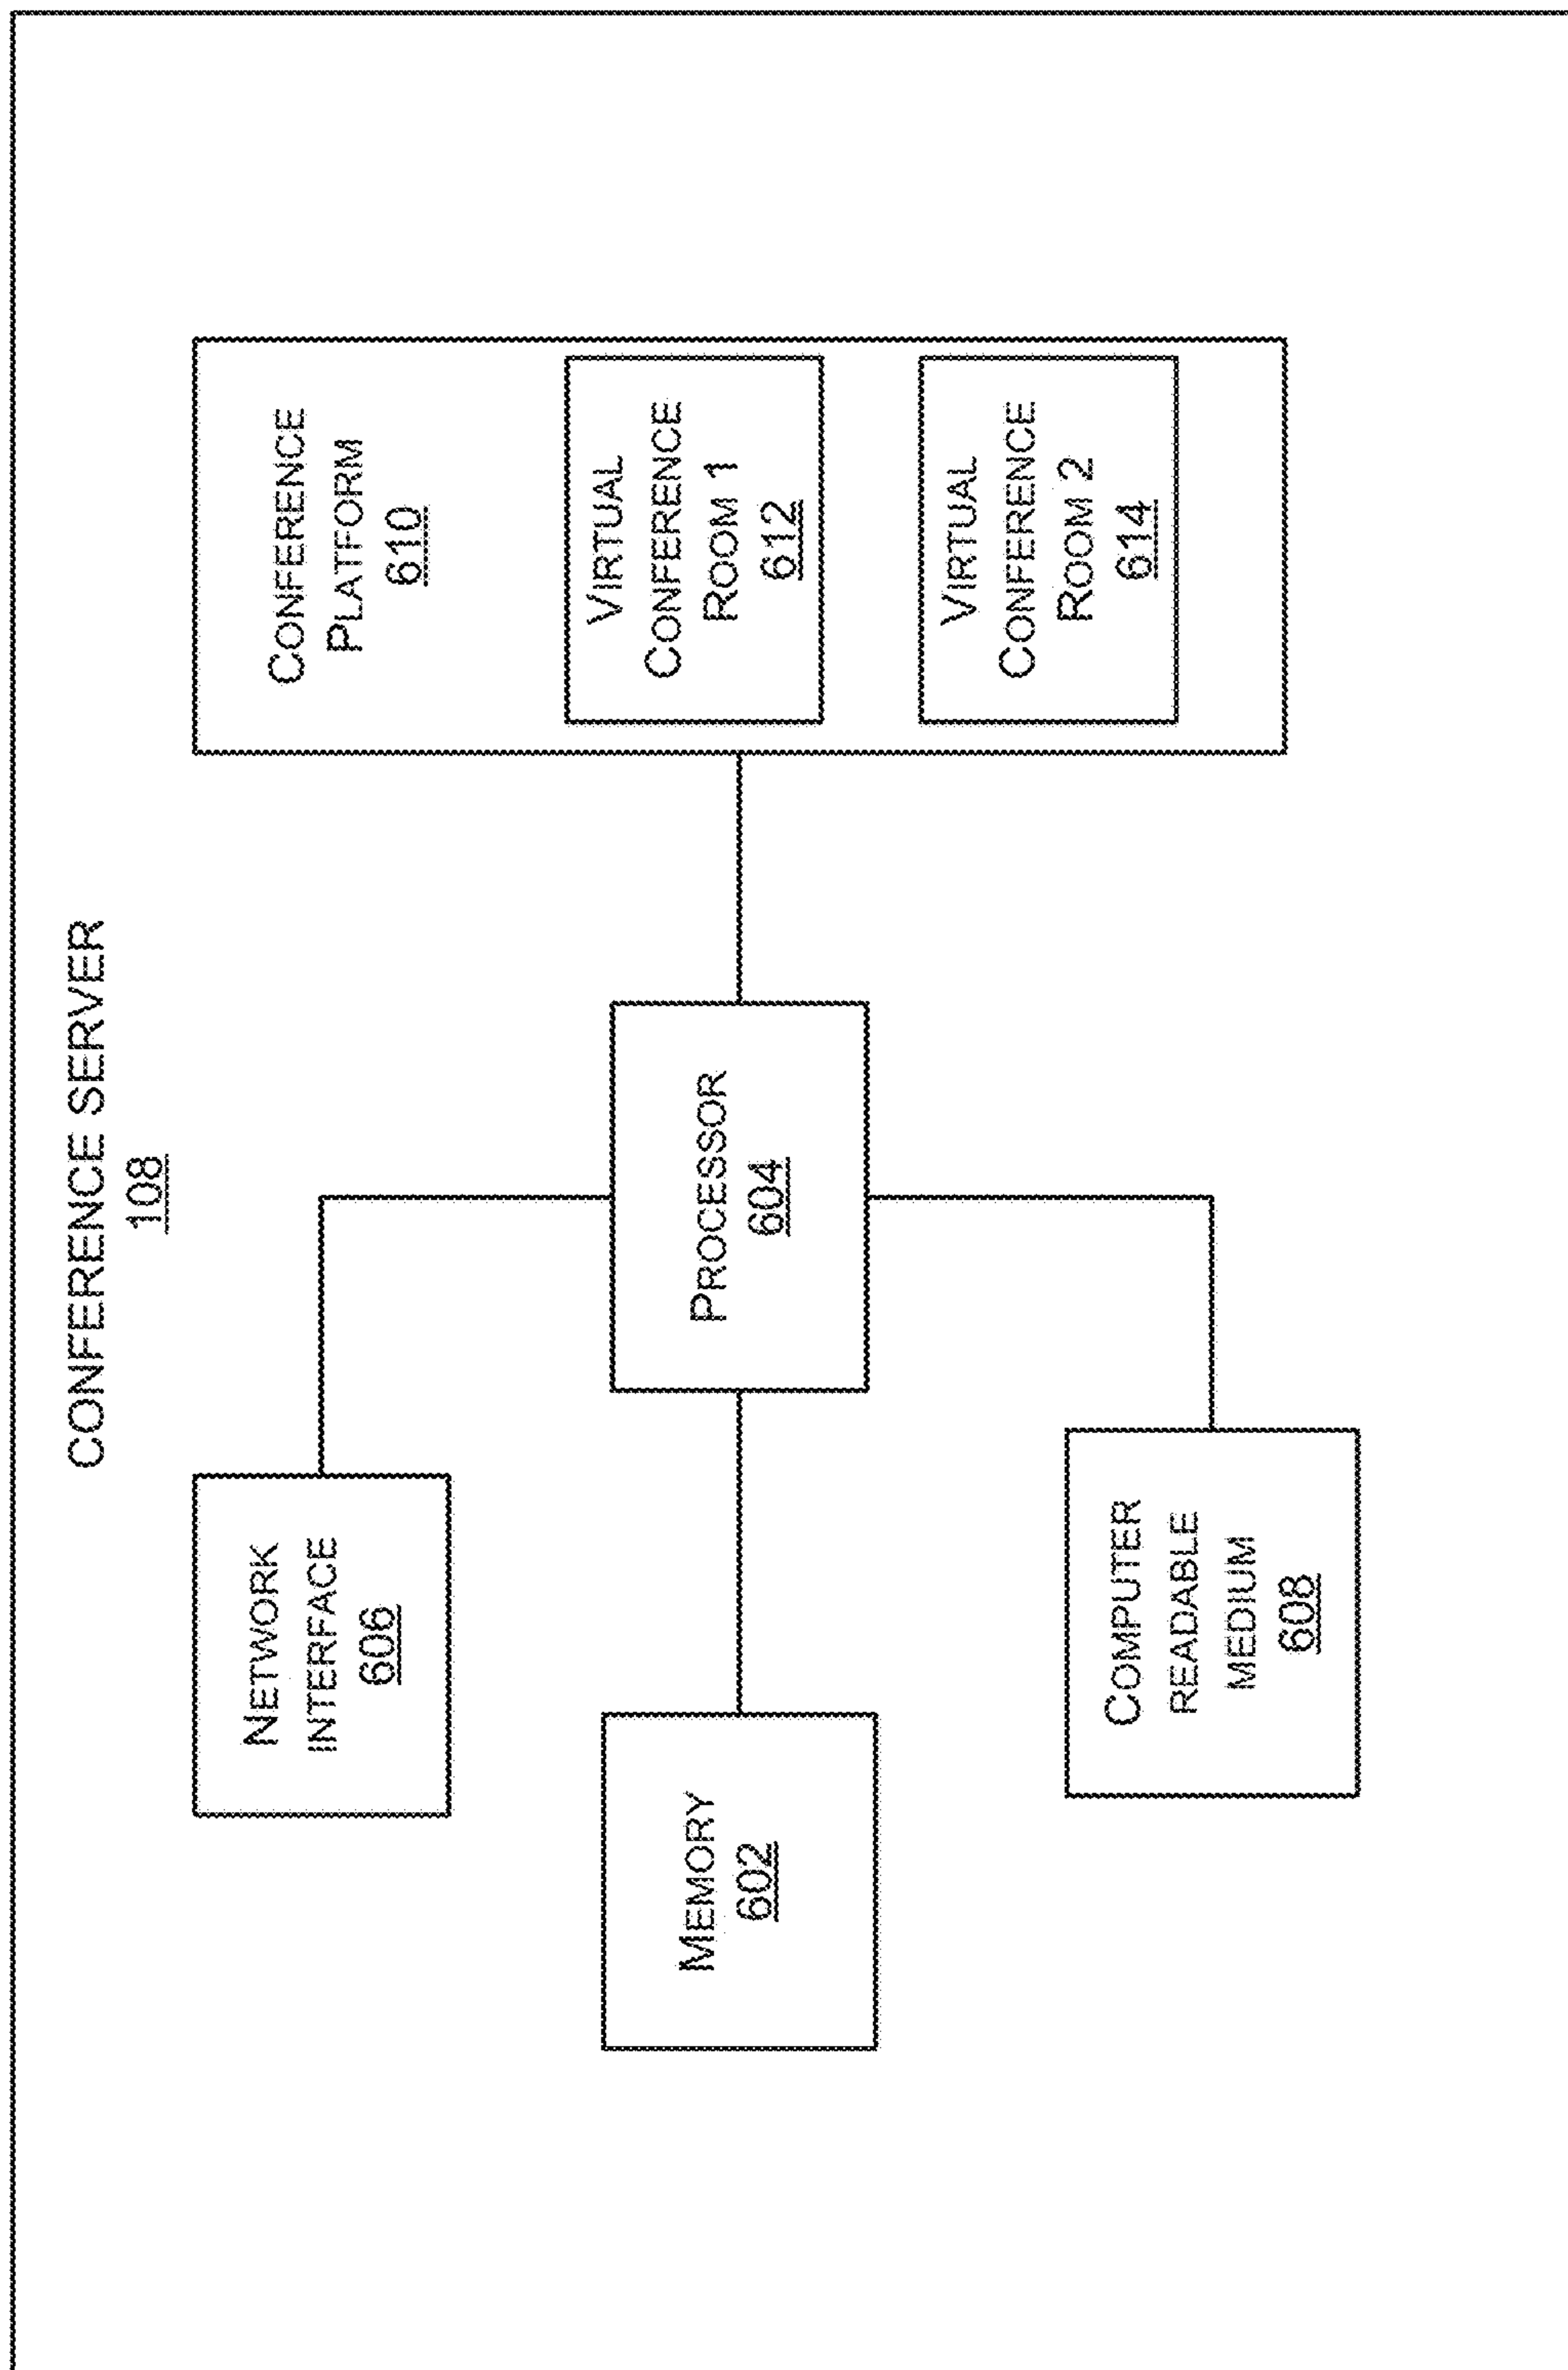 CONFERENCE SERVER
108
NETWORK
INTERFACE
606
MEMORY
602
COMPUTER
READABLE
MEDIUM
608
PROCESSOR
604
CONFERENCE
PLATFORM
610
VIRTUAL
CONFERENCE
ROOM 1
612
VIRTUAL
CONFERENCE
ROOM 2
614